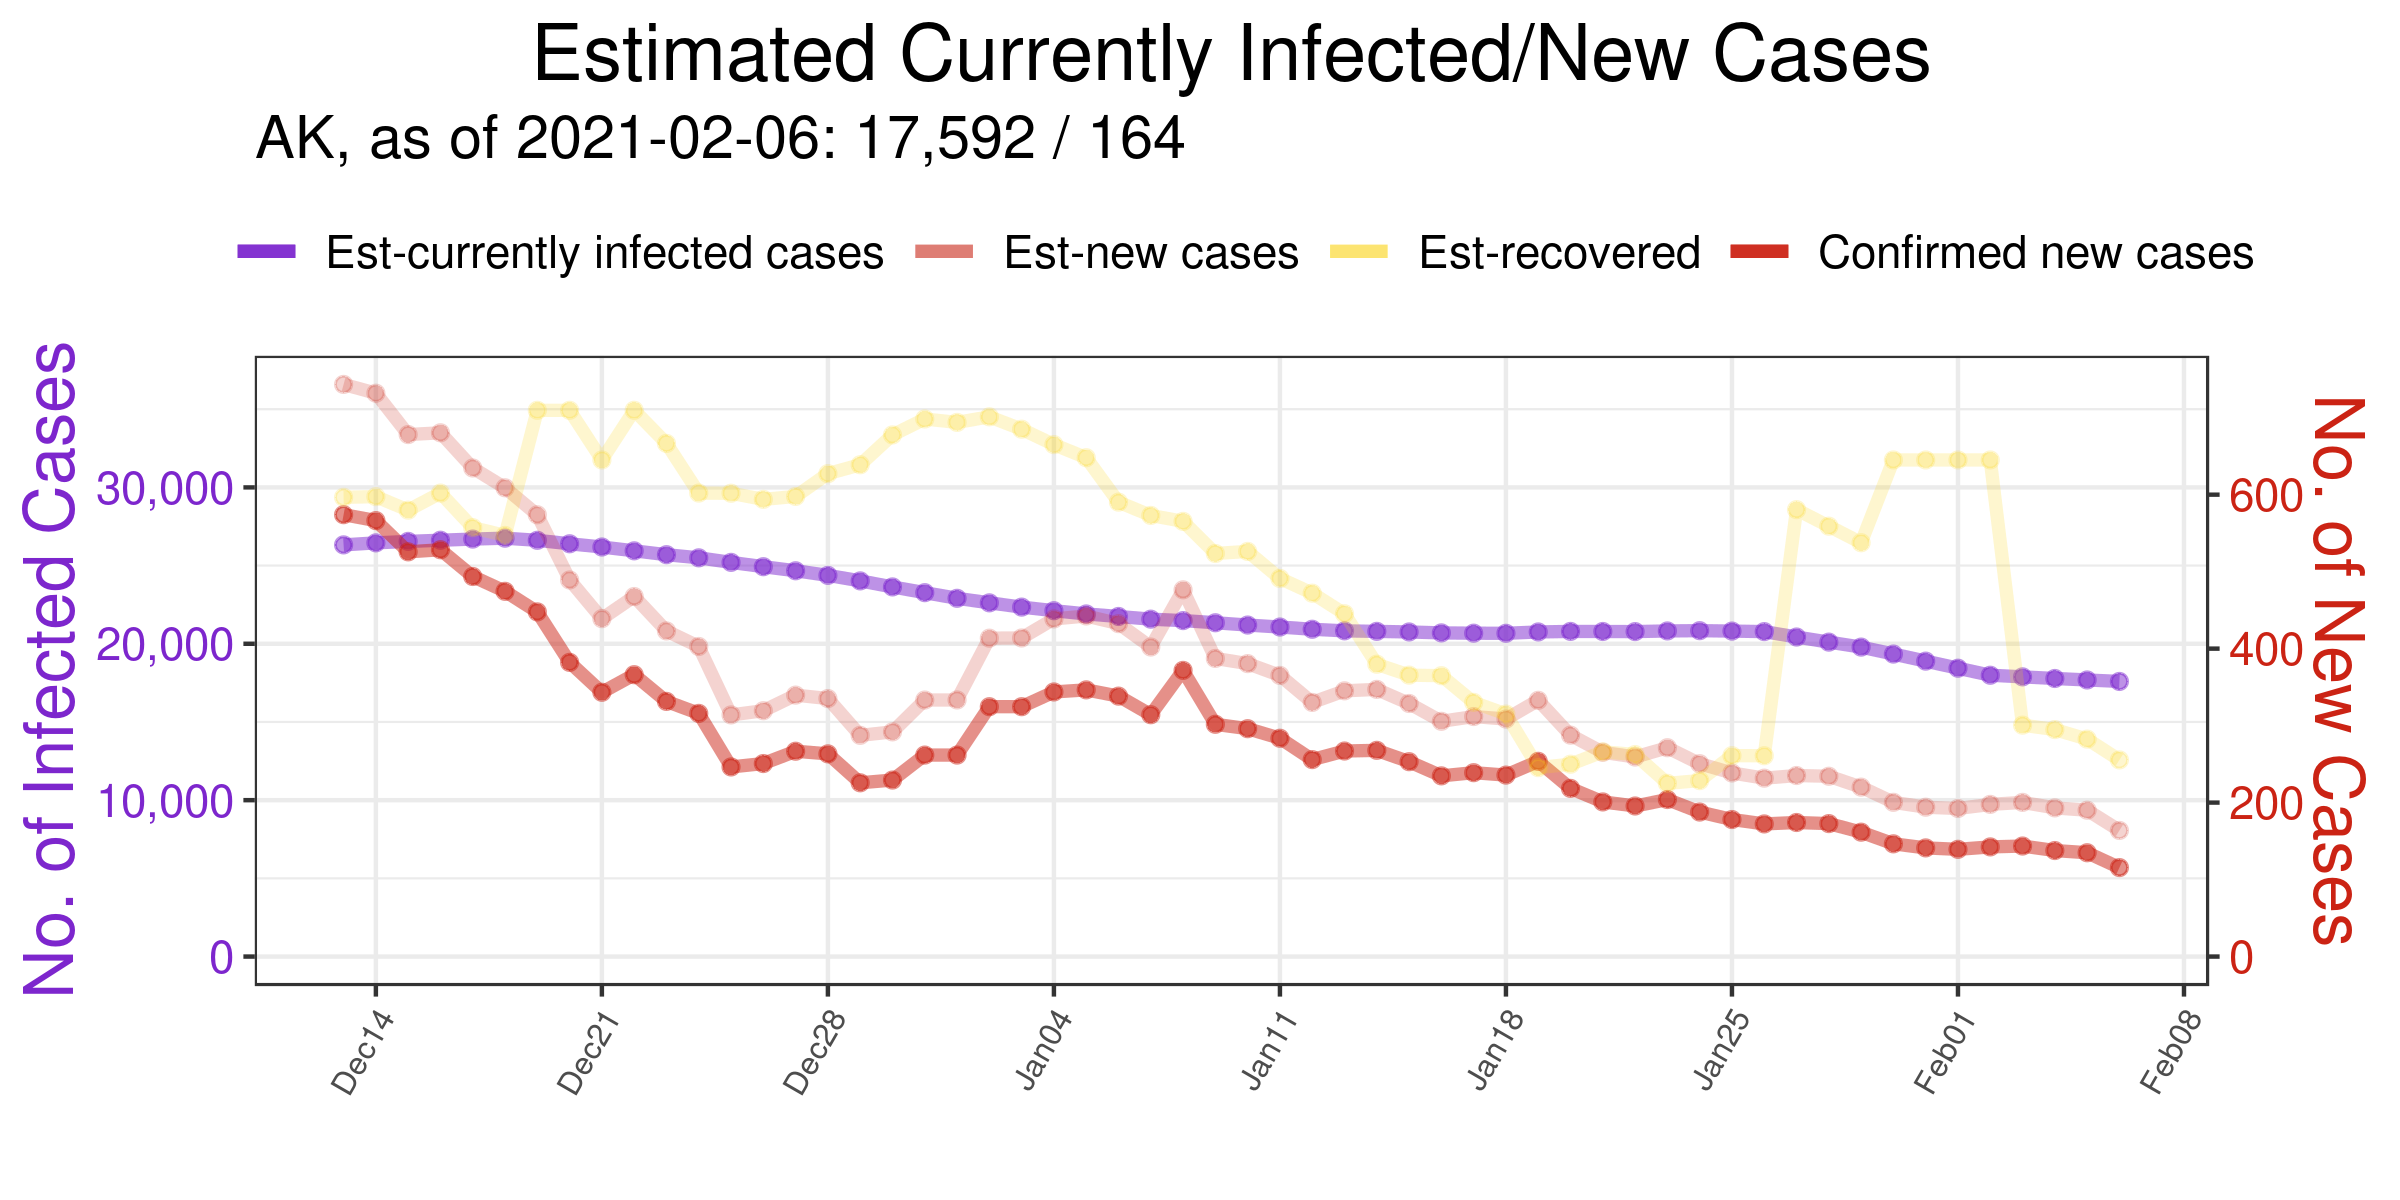 Estimated Currently Infected/New Cases
AK, as of 2021-02-06: 17,592 / 164
Est-currently infected cases Est-new cases Est-recovered Confirmed new cases
No. of Infected Cases
30,000
20,000
10,000
0
600
400
200
0
No. of New Cases
Dec14 Dec21 Dec28 Jan04 Jan11 Jan18 Jan25 Feb01 Feb08